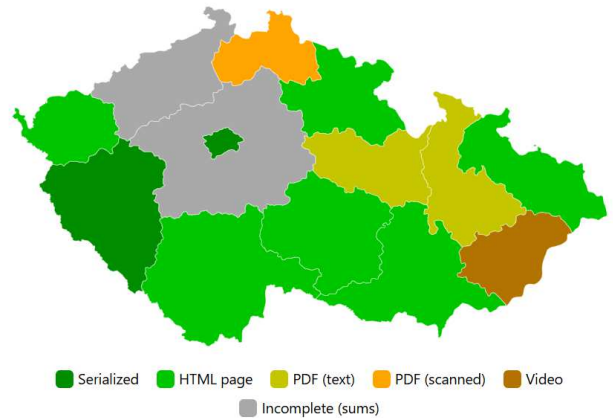 Serialized HTML page PDF (text) PDF (scanned) Video
Incomplete (sums)